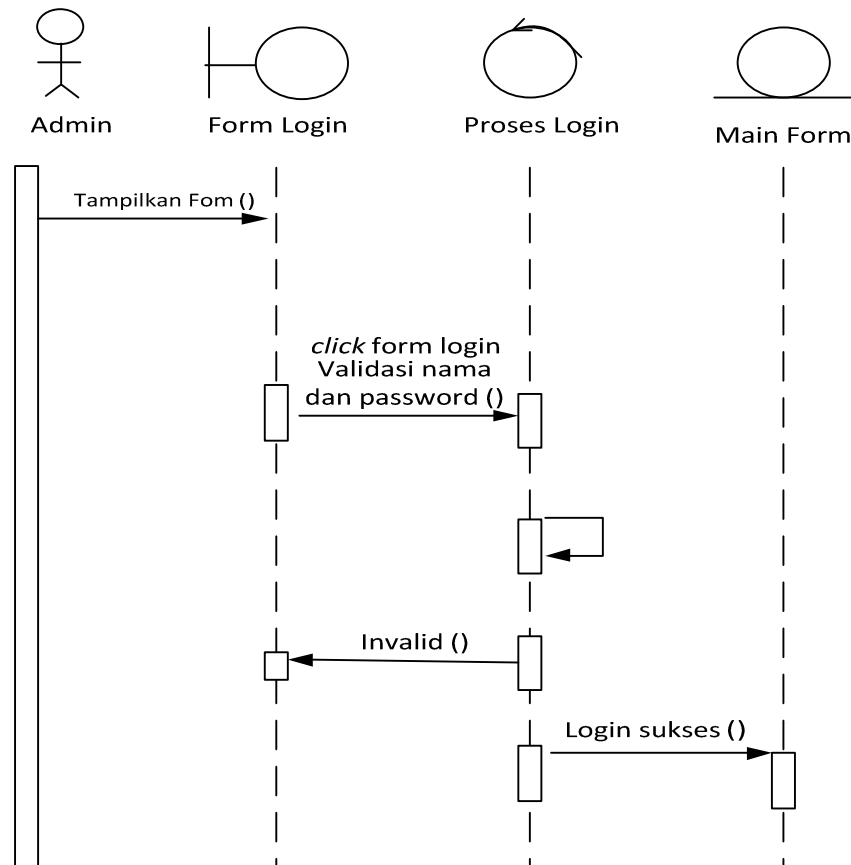 Admin
Form Login
Proses Login
Main Form
Tampilkan Fom ()
click form login
Validasi nama
dan password ()
Invalid ()
Login sukses ()